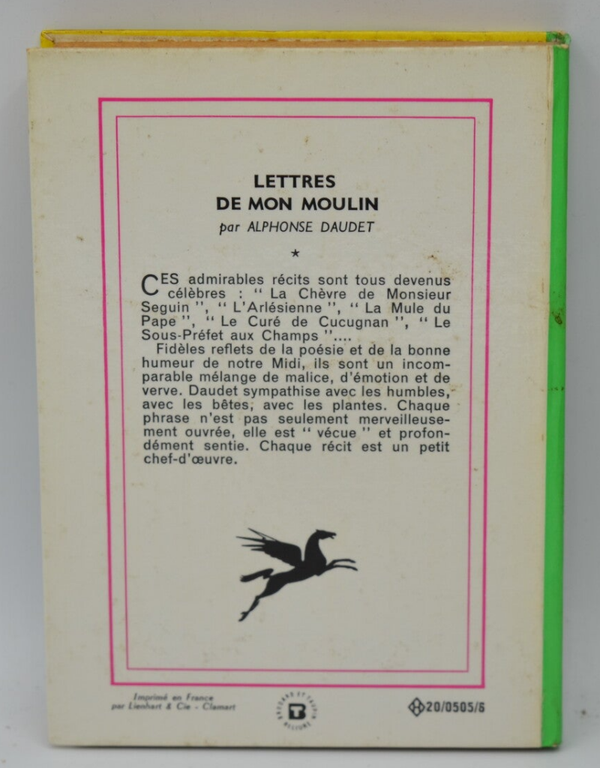 LETTRES
DE MON MOULIN
par ALPHONSE DAUDET
★
CES admirables récits sont tous devenus
célèbres : “ La Chèvre de Monsieur
Seguin ”, “ L'Arlésienne ”, “ La Mule du
Pape ”, “ Le Curé de Cucugnan ”, “ Le
Sous-Préfet aux Champs ”....
Fidèles reflets de la poésie et de la bonne
humeur de notre Midi, ils sont un incom-
parable mélange de malice, d'émotion et de
verve. Daudet sympathise avec les humbles,
avec les bêtes, avec les plantes. Chaque
phrase n'est pas seulement merveilleuse-
ment ouvrée, elle est “ vécue ” et profon-
dément sentie. Chaque récit est un petit
chef-d'œuvre.
Imprimé en France
par Lienhart & Cie - Clamart
BRODARD ET TAUPIN
BT
RELIURE
H 20/0505/6